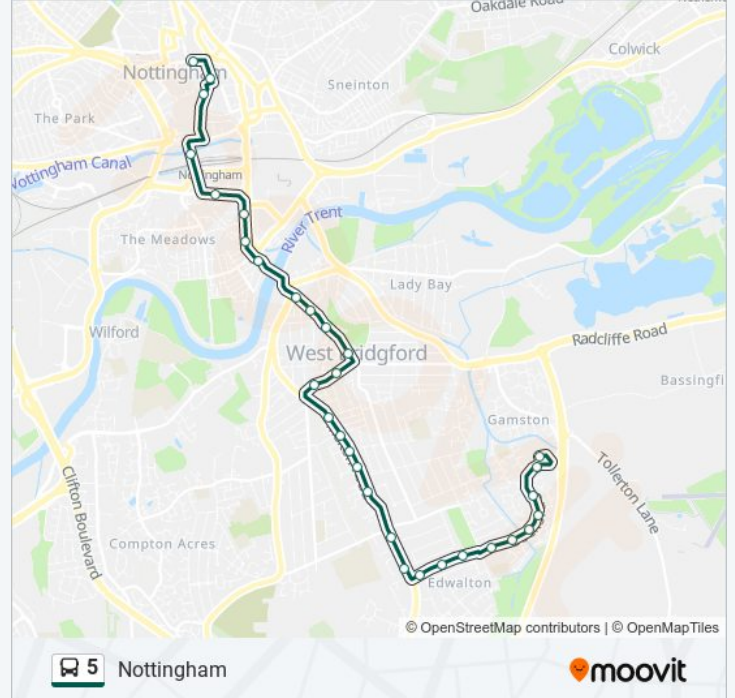 Oakdale Road
Colwick
Nottingham
Sneinton
The Park
Nottingham Canal
Nottingham
River Trent
The Meadows
Lady Bay
Wilford
Radcliffe Road
West Bridgford
Bassingfi
Gamston
Tollerton Lane
Clifton Boulevard
Compton Acres
Edwalton
© OpenStreetMap contributors | © OpenMapTiles
5 Nottingham
moovit